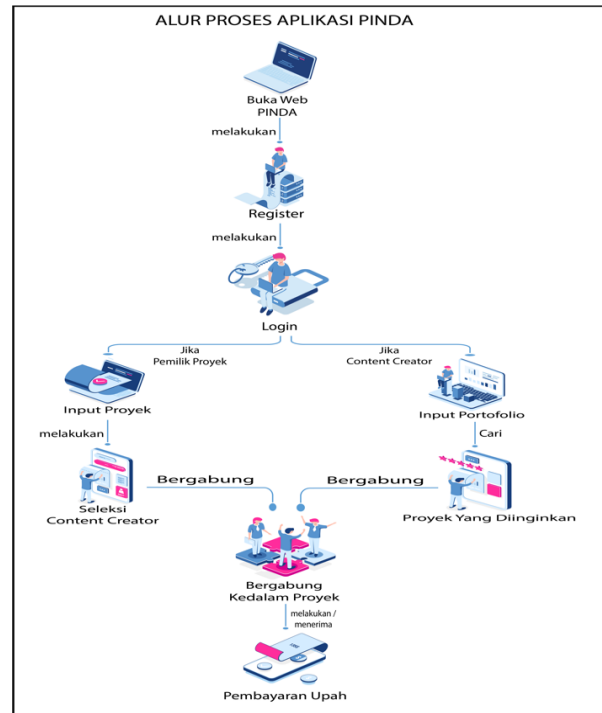 ALUR PROSES APLIKASI PINDA
Buka Web
PINDA
melakukan
Register
melakukan
Login
Jika
Pemilik Proyek
Jika
Content Creator
Input Proyek
Input Portofolio
melakukan
Cari
Seleksi
Content Creator
Bergabung
Bergabung
Proyek Yang Diinginkan
Bergabung
Kedalam Proyek
melakukan /
menerima
Pembayaran Upah